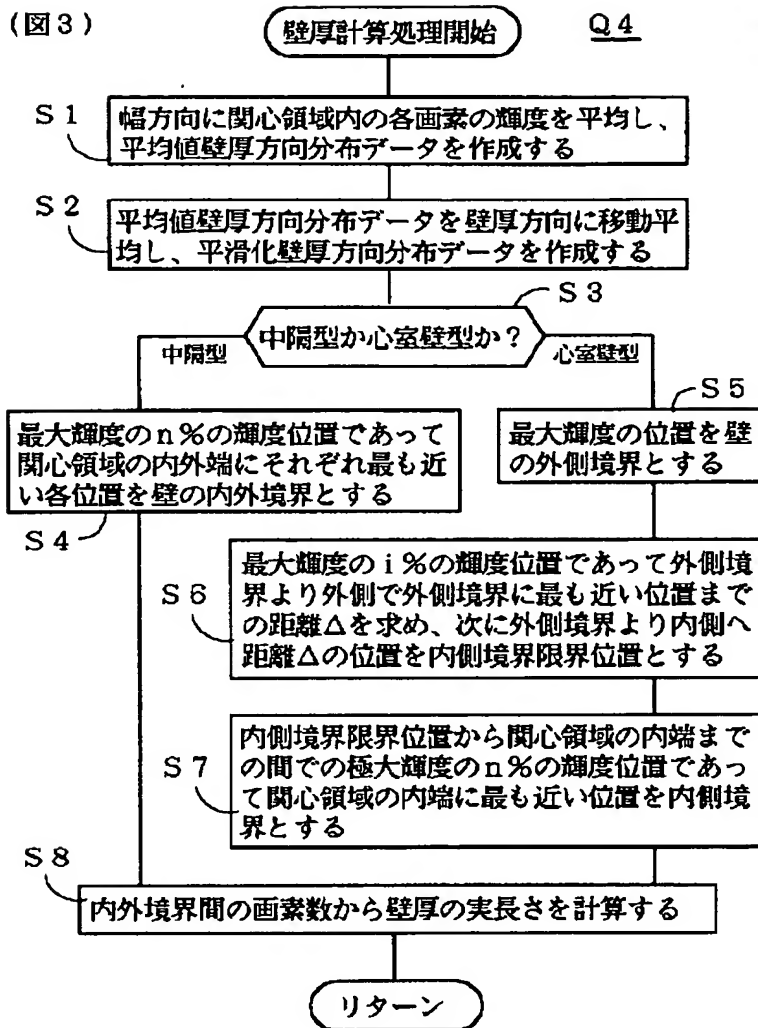 (図3)
壁厚計算処理開始
Q4
S1
幅方向に関心領域内の各画素の輝度を平均し、
平均値壁厚方向分布データを作成する
S2
平均値壁厚方向分布データを壁厚方向に移動平
均し、平滑化壁厚方向分布データを作成する
S3
中隔型か心室壁型か?
中隔型
心室壁型
S4
最大輝度のn%の輝度位置であって
関心領域の内外端にそれぞれ最も近
い各位置を壁の内外境界とする
S5
最大輝度の位置を壁
の外側境界とする
S6
最大輝度のi%の輝度位置であって外側境
界より外側で外側境界に最も近い位置まで
の距離△を求め、次に外側境界より内側へ
距離△の位置を内側境界限界位置とする
S7
内側境界限界位置から関心領域の内端まで
の間での極大輝度のn%の輝度位置であっ
て関心領域の内端に最も近い位置を内側境
界とする
S8
内外境界間の画素数から壁厚の実長さを計算する
リターン